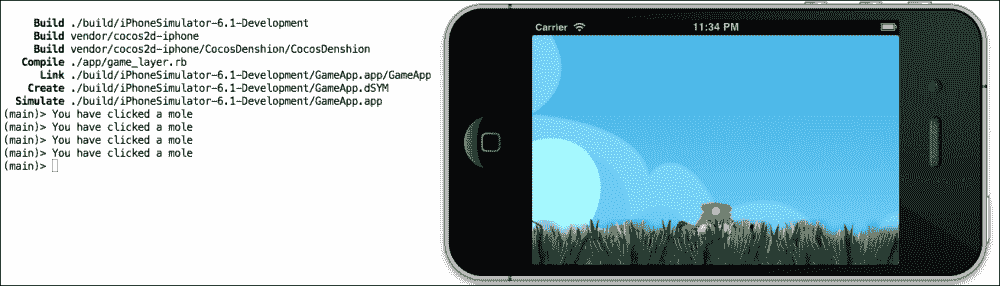 Build ./build/iPhoneSimulator-6.1-Development
Build vendor/cocos2d-iphone
Build vendor/cocos2d-iphone/CocosDenshion/CocosDenshion
Compile ./app/game_layer.rb
Link ./build/iPhoneSimulator-6.1-Development/GameApp.app/GameApp
Create ./build/iPhoneSimulator-6.1-Development/GameApp.dSYM
Simulate ./build/iPhoneSimulator-6.1-Development/GameApp.app
(main)> You have clicked a mole
(main)> You have clicked a mole
(main)> You have clicked a mole
(main)> You have clicked a mole
(main)>
Carrier 11:34 PM